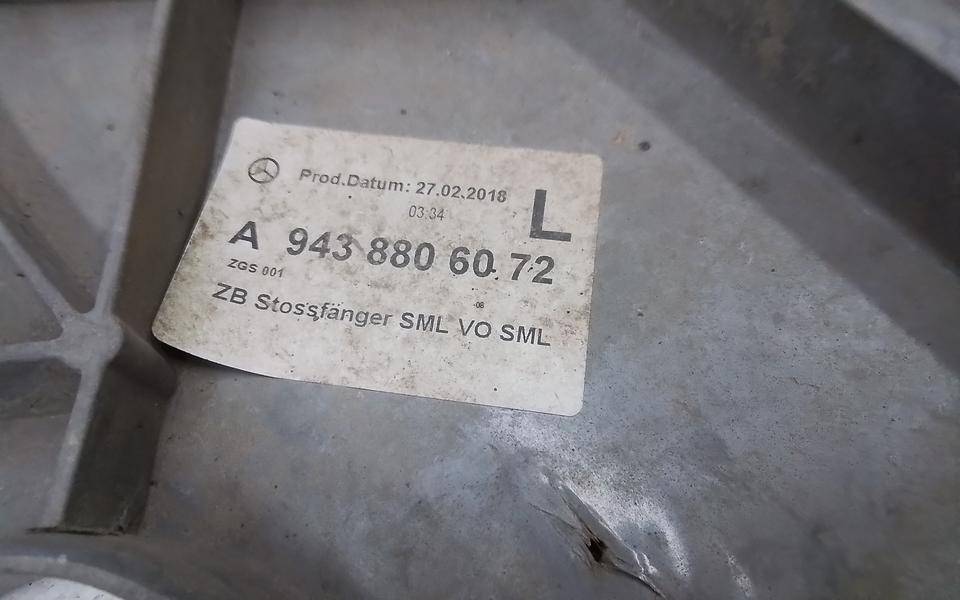 Prod.Datum: 27.02.2018
03:34
L
A 943 880 60 72
ZGS 001
08
ZB Stossfänger SML VO SML